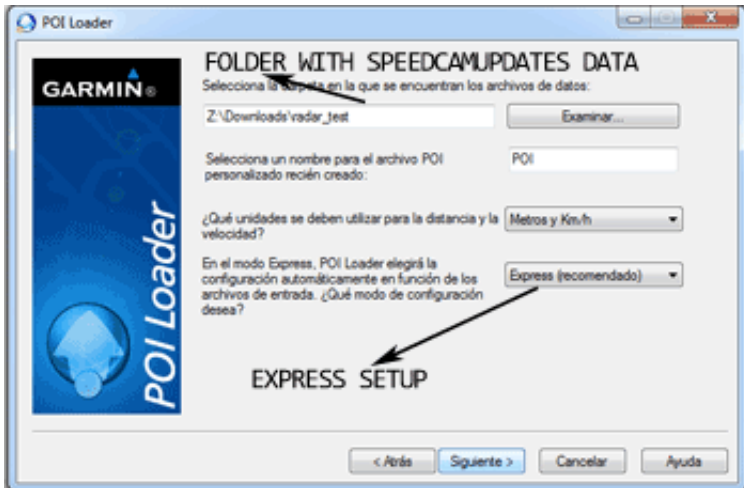 POI Loader
FOLDER WITH SPEEDCAMUPDATES DATA
GARMIN®
POI Loader
Selecciona la carpeta en la que se encuentran los archivos de datos:
Z:\Downloads\radar_test
Examinar...
Selecciona un nombre para el archivo POI
personalizado recién creado:
POI
¿Qué unidades se deben utilizar para la distancia y la
velocidad?
Metros y Km/h
En el modo Express, POI Loader elegirá la
configuración automáticamente en función de los
archivos de entrada. ¿Qué modo de configuración
desea?
Express (recomendado)
EXPRESS SETUP
< Atrás
Siguiente >
Cancelar
Ayuda